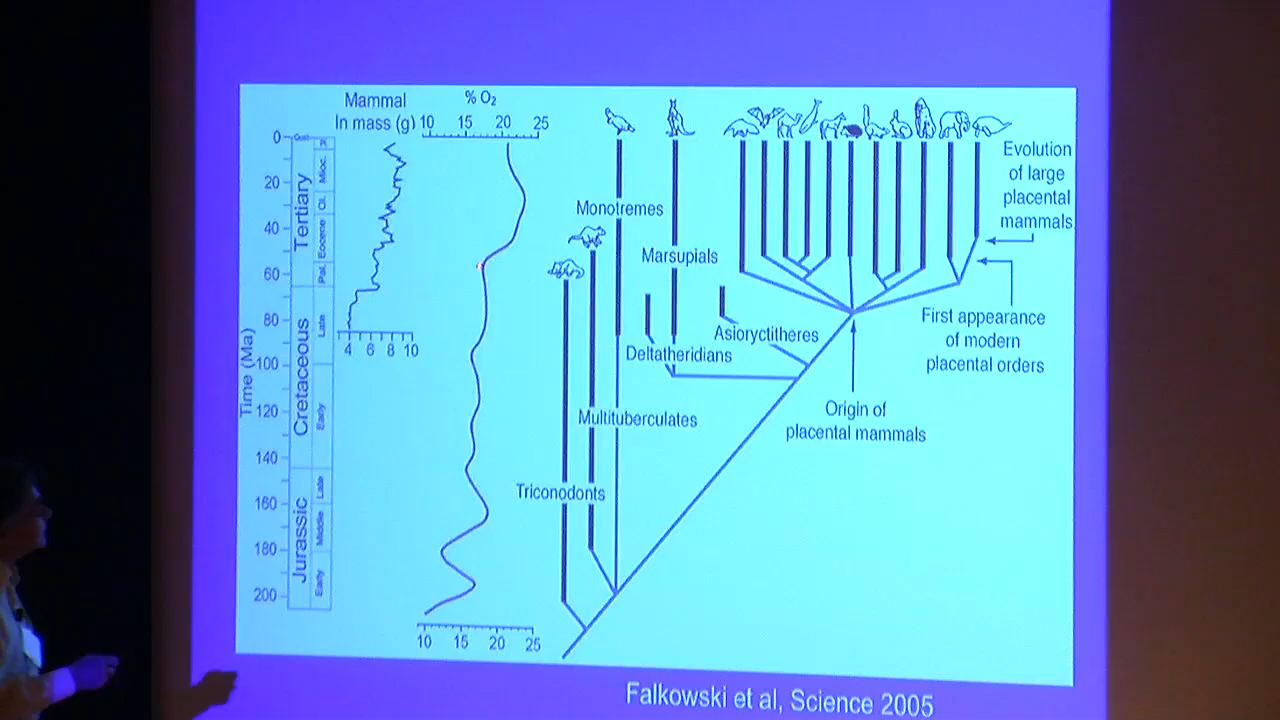 Mammal
ln mass (g)
% O2
10 15 20 25
0
20
40
60
80
100
120
140
160
180
200
Time (Ma)
Tertiary
Cretaceous
Jurassic
Mioc.
Ol.
Eocene
Pal.
Late
Early
Late
Middle
Early
4 6 8 10
10 15 20 25
Monotremes
Marsupials
Asioryctitheres
Deltatheridians
Multituberculates
Triconodonts
Evolution
of large
placental
mammals
First appearance
of modern
placental orders
Origin of
placental mammals
Falkowski et al, Science 2005